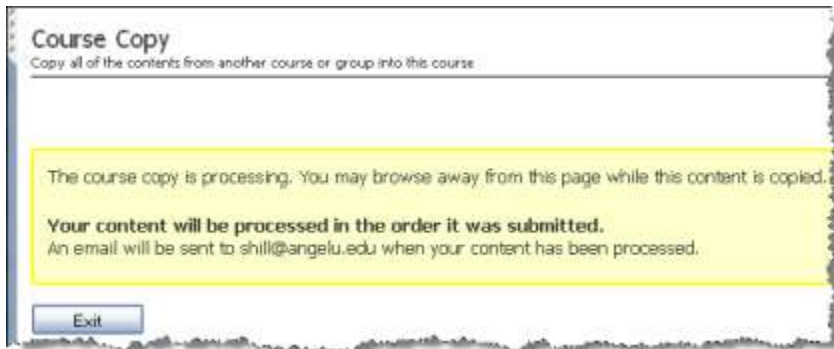 Course Copy
Copy all of the contents from another course or group into this course
The course copy is processing. You may browse away from this page while this content is copied.
Your content will be processed in the order it was submitted.
An email will be sent to shill@angelu.edu when your content has been processed.
Exit